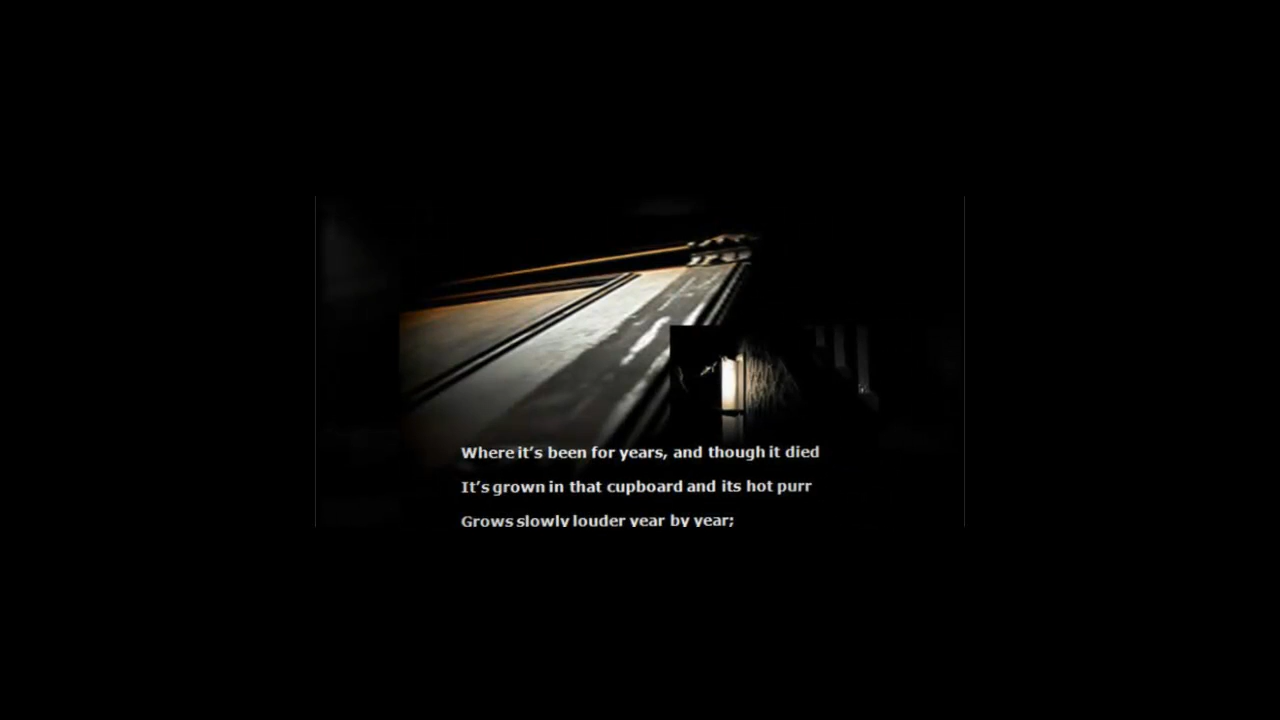 Where it’s been for years, and though it died
It’s grown in that cupboard and its hot purr
Grows slowly louder year by year;